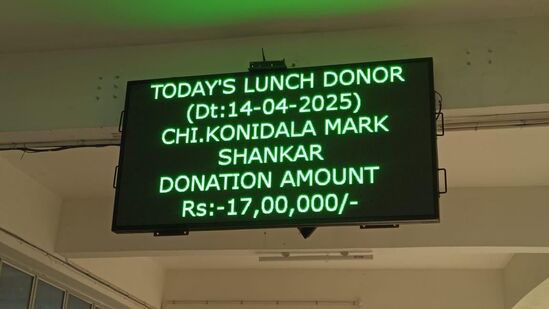 TODAY'S LUNCH DONOR
(Dt:14-04-2025)
CHI.KONIDALA MARK
SHANKAR
DONATION AMOUNT
Rs:-17,00,000/-